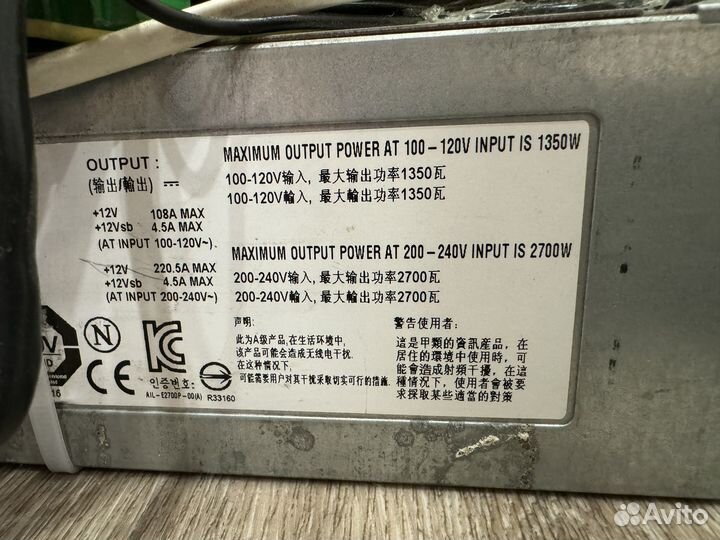 OUTPUT :
(输出/輸出)
+12V 108A MAX
+12Vsb 4.5A MAX
(AT INPUT 100-120V~)
+12V 220.5A MAX
+12Vsb 4.5A MAX
(AT INPUT 200-240V~)
MAXIMUM OUTPUT POWER AT 100–120V INPUT IS 1350W
100-120V输入, 最大输出功率1350瓦
100-120V輸入, 最大輸出功率1350瓦
MAXIMUM OUTPUT POWER AT 200–240V INPUT IS 2700W
200-240V输入, 最大输出功率2700瓦
200-240V輸入, 最大輸出功率2700瓦
声明:
此为A级产品, 在生活环境中,
该产品可能会造成无线电干扰.
在这种情况下,
可能需要用户对其干扰采取切实可行的措施.
警告使用者:
這是甲類的資訊產品, 在
居住的環境中使用時, 可
能會造成射頻干擾, 在這
種情況下, 使用者會被要
求採取某些適當的對策
N
CE
인증번호:
AIL-E2700P-00(A)
R33160
16
Avito